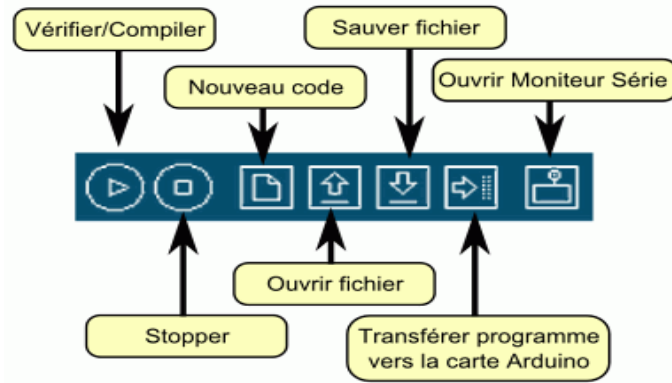 Vérifier/Compiler
Sauver fichier
Nouveau code
Ouvrir Moniteur Série
Ouvrir fichier
Stopper
Transférer programme
vers la carte Arduino